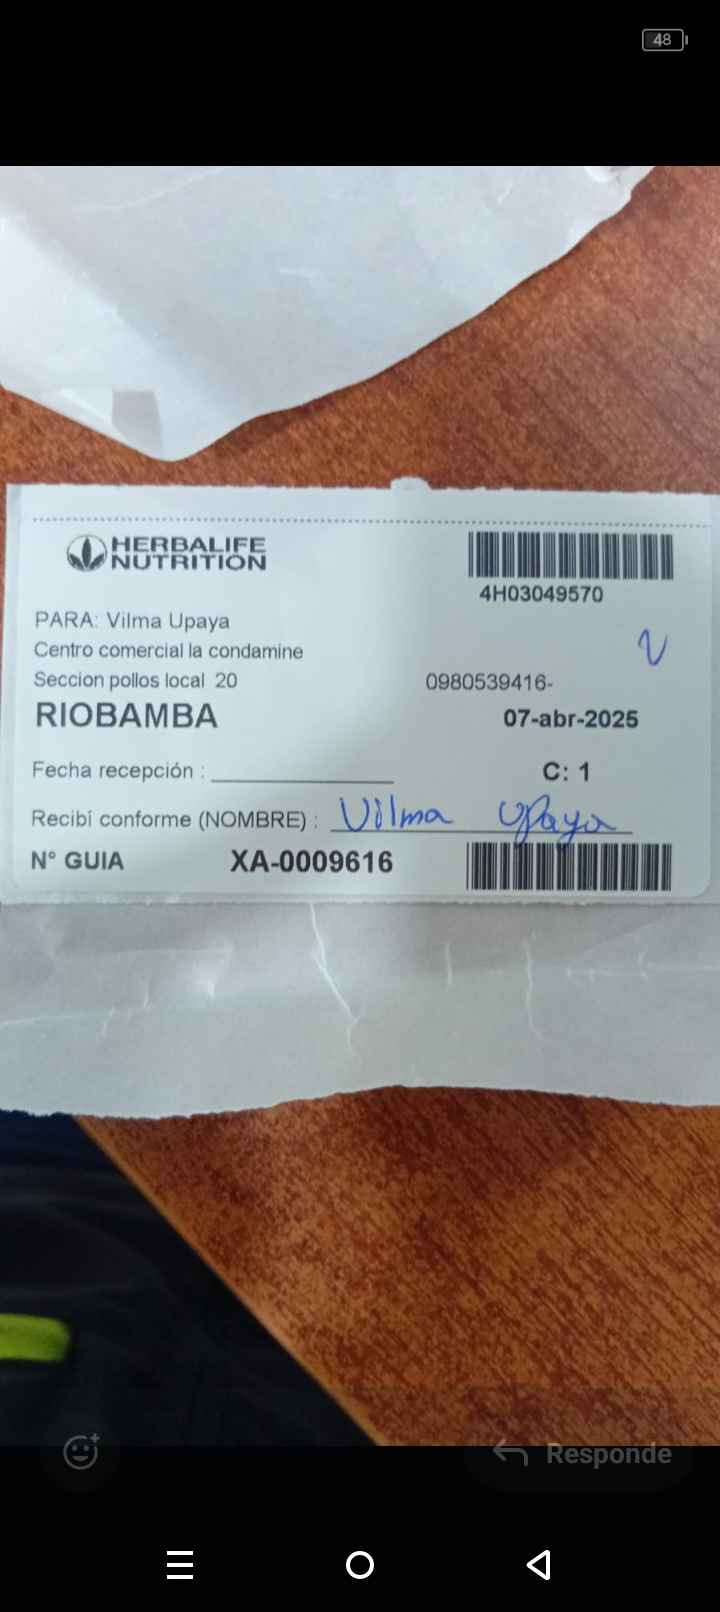 48
HERBALIFE
NUTRITION
4H03049570
PARA: Vilma Upaya
Centro comercial la condamine
Seccion pollos local 20
0980539416-
RIOBAMBA
07-abr-2025
Fecha recepción :
C: 1
Recibí conforme (NOMBRE) : Vilma Upaya
N° GUIA XA-0009616
Responde